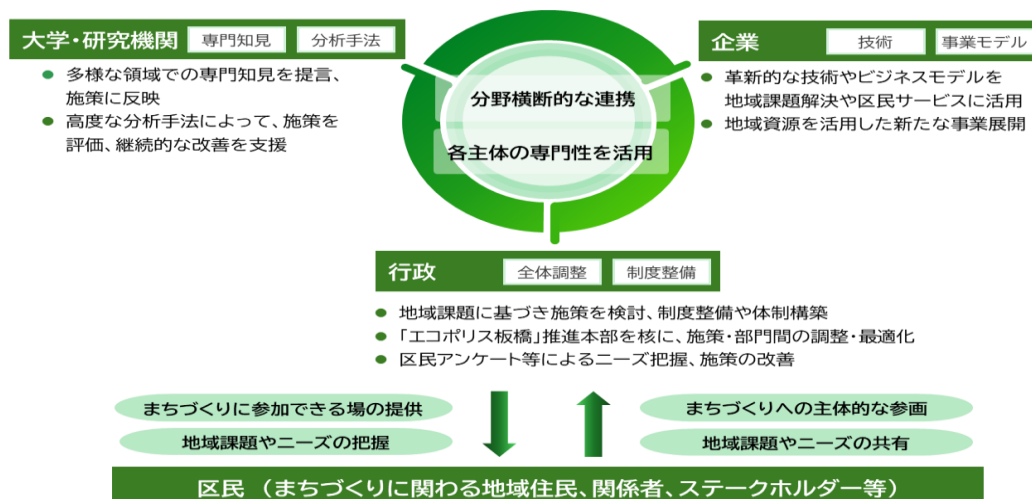 大学・研究機関 専門知見 分析手法
● 多様な領域での専門知見を提言、
施策に反映
● 高度な分析手法によって、施策を
評価、継続的な改善を支援
分野横断的な連携
各主体の専門性を活用
企業 技術 事業モデル
● 革新的な技術やビジネスモデルを
地域課題解決や区民サービスに活用
● 地域資源を活用した新たな事業展開
行政 全体調整 制度整備
● 地域課題に基づき施策を検討、制度整備や体制構築
● 「エコポリス板橋」推進本部を核に、施策・部門間の調整・最適化
● 区民アンケート等によるニーズ把握、施策の改善
まちづくりに参加できる場の提供
地域課題やニーズの把握
まちづくりへの主体的な参画
地域課題やニーズの共有
区民 （まちづくりに関わる地域住民、関係者、ステークホルダー等）